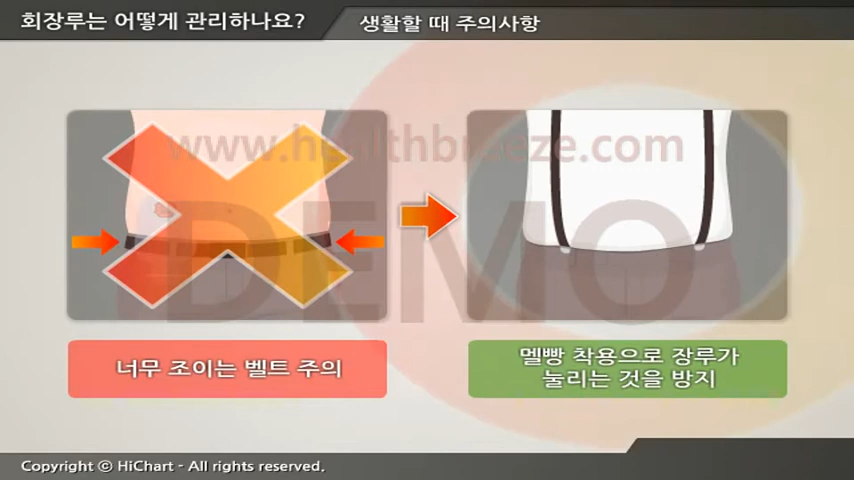 회장루는 어떻게 관리하나요?
생활할 때 주의사항
www.healthbreeze.com
DEMO
너무 조이는 벨트 주의
멜빵 착용으로 장루가
눌리는 것을 방지
Copyright ⓒ HiChart - All rights reserved.